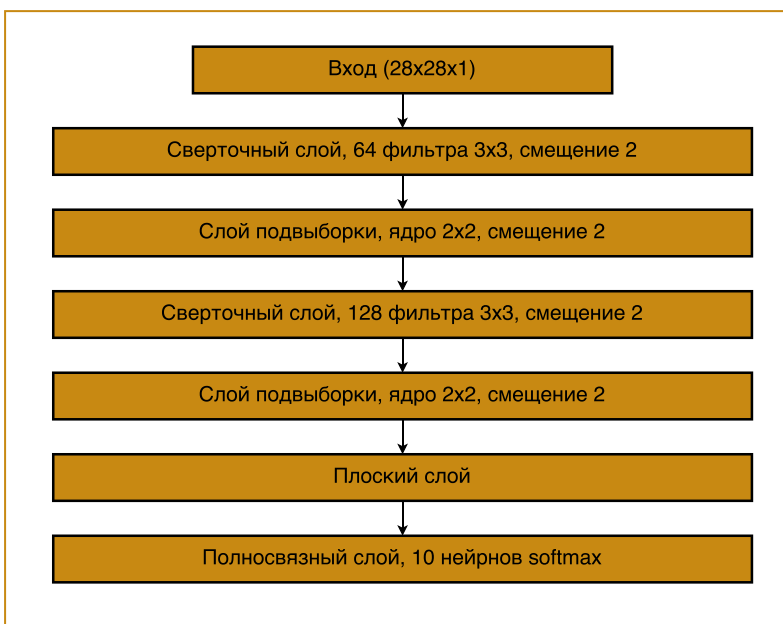 Вход (28x28x1)
Сверточный слой, 64 фильтра 3x3, смещение 2
Слой подвыборки, ядро 2x2, смещение 2
Сверточный слой, 128 фильтра 3x3, смещение 2
Слой подвыборки, ядро 2x2, смещение 2
Плоский слой
Полносвязный слой, 10 нейрнов softmax